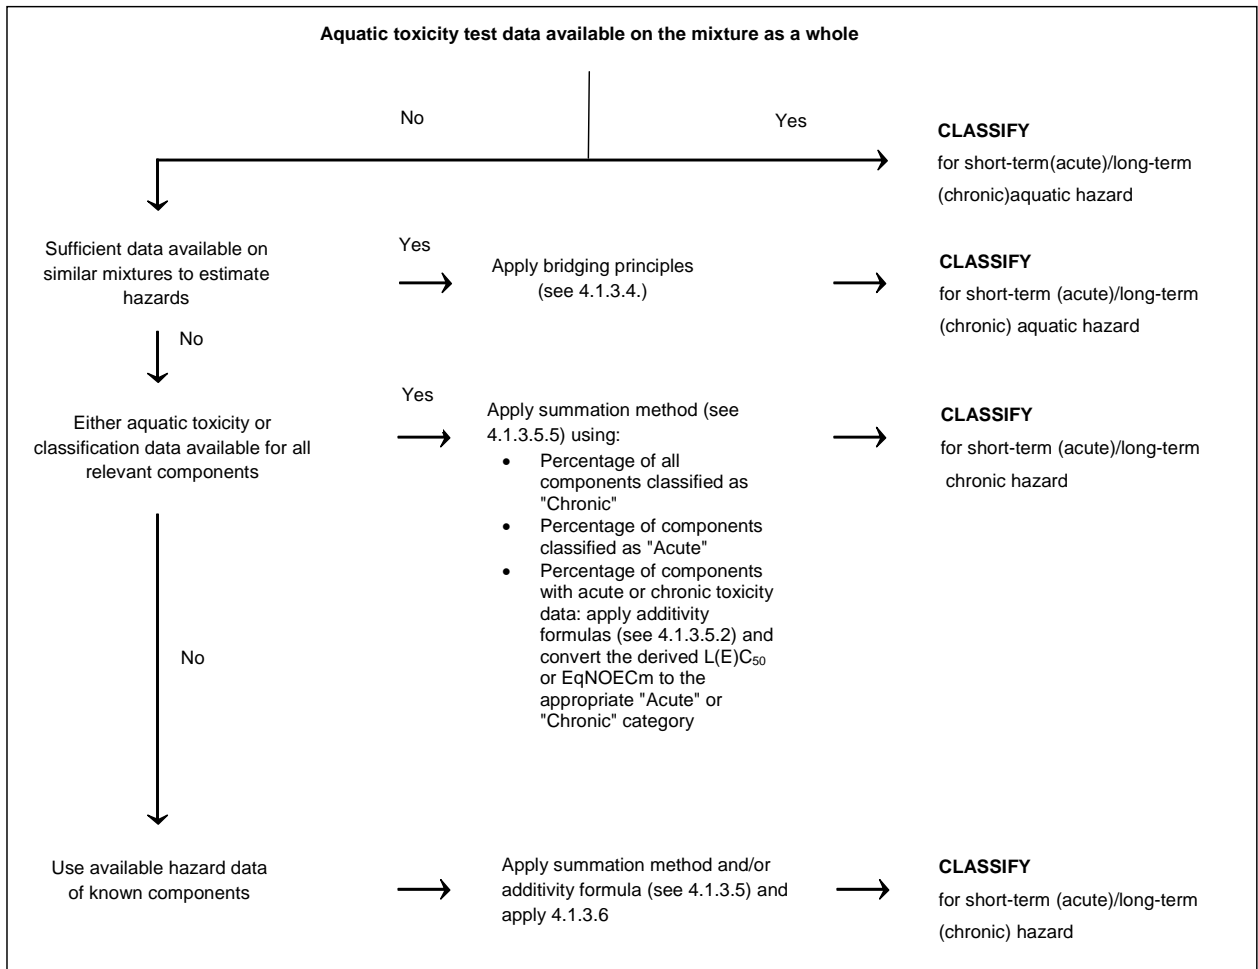 Aquatic toxicity test data available on the mixture as a whole
No
Yes
CLASSIFY
for short-term(acute)/long-term
(chronic)aquatic hazard
Sufficient data available on
similar mixtures to estimate
hazards
Yes
Apply bridging principles
(see 4.1.3.4.)
CLASSIFY
for short-term (acute)/long-term
(chronic) aquatic hazard
No
Either aquatic toxicity or
classification data available for all
relevant components
Yes
Apply summation method (see
4.1.3.5.5) using:
• Percentage of all
components classified as
"Chronic"
• Percentage of components
classified as "Acute"
• Percentage of components
with acute or chronic toxicity
data: apply additivity
formulas (see 4.1.3.5.2) and
convert the derived L(E)C₅₀
or EqNOECm to the
appropriate "Acute" or
"Chronic" category
CLASSIFY
for short-term (acute)/long-term
chronic hazard
No
Use available hazard data
of known components
Apply summation method and/or
additivity formula (see 4.1.3.5) and
apply 4.1.3.6
CLASSIFY
for short-term (acute)/long-term
(chronic) hazard